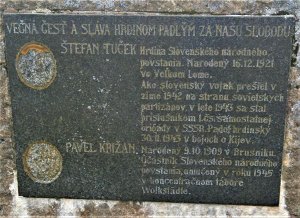 VEČNÁ ČESŤ A SLÁVA HRDINOM PADLÝM ZA NAŠU SLOBODU
ŠTEFAN TUČEK Hrdina Slovenského národného
povstania. Narodený 16.12.1921
vo Veľkom Lome.
Ako slovenský vojak prešiel v
zime 1942 na stranu sovietskych
partizánov, v lete 1943 sa stal
príslušníkom I.čs. samostatnej
brigády v SSSR. Padol hrdinsky
30.11.1943 v bojoch o Kijev.
PAVEL KRIŽAN, Narodený 9.10.1909 v Brusníku.
Účastník Slovenského národného
povstania, umučený v roku 1945
v koncentračnom tábore